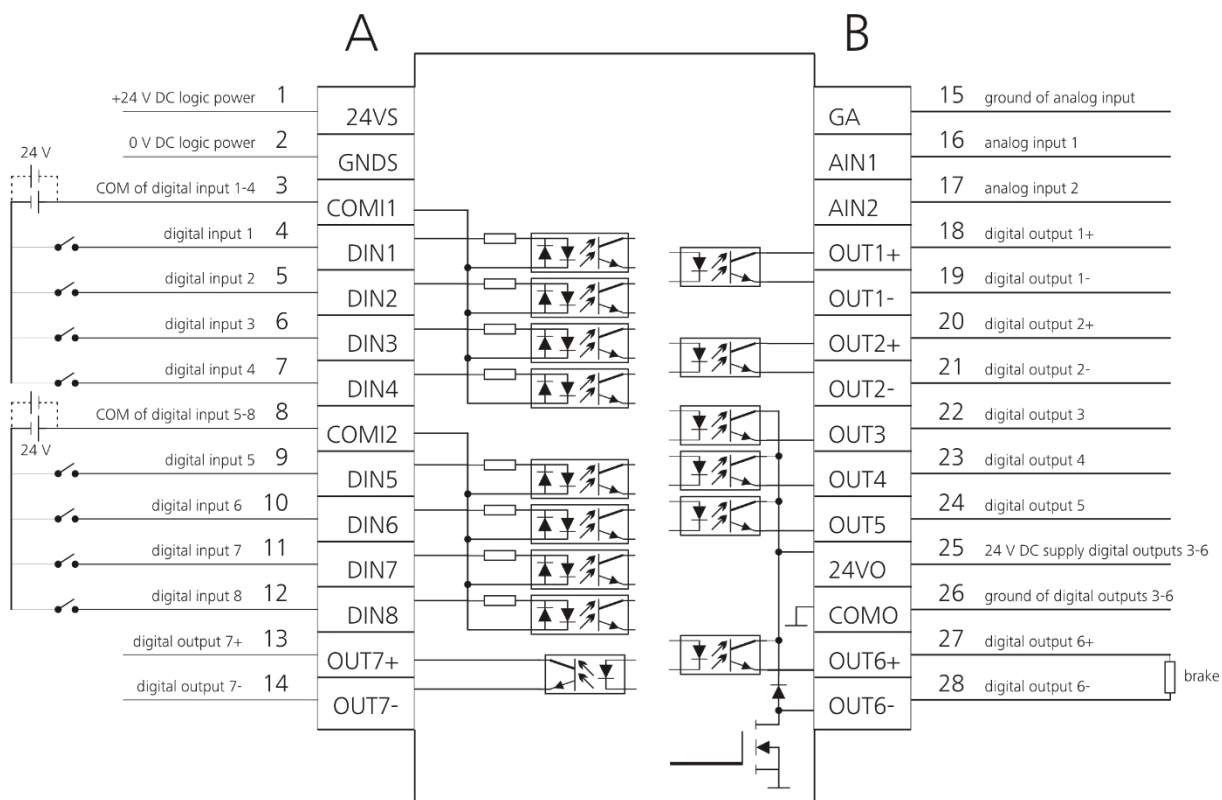 A
B
+24 V DC logic power 1 24VS
0 V DC logic power 2 GNDS
24 V
COM of digital input 1-4 3 COMI1
digital input 1 4 DIN1
digital input 2 5 DIN2
digital input 3 6 DIN3
digital input 4 7 DIN4
COM of digital input 5-8 8 COMI2
24 V
digital input 5 9 DIN5
digital input 6 10 DIN6
digital input 7 11 DIN7
digital input 8 12 DIN8
digital output 7+ 13 OUT7+
digital output 7- 14 OUT7-
GA 15 ground of analog input
AIN1 16 analog input 1
AIN2 17 analog input 2
OUT1+ 18 digital output 1+
OUT1- 19 digital output 1-
OUT2+ 20 digital output 2+
OUT2- 21 digital output 2-
OUT3 22 digital output 3
OUT4 23 digital output 4
OUT5 24 digital output 5
24VO 25 24 V DC supply digital outputs 3-6
COMO 26 ground of digital outputs 3-6
OUT6+ 27 digital output 6+
OUT6- 28 digital output 6-
brake